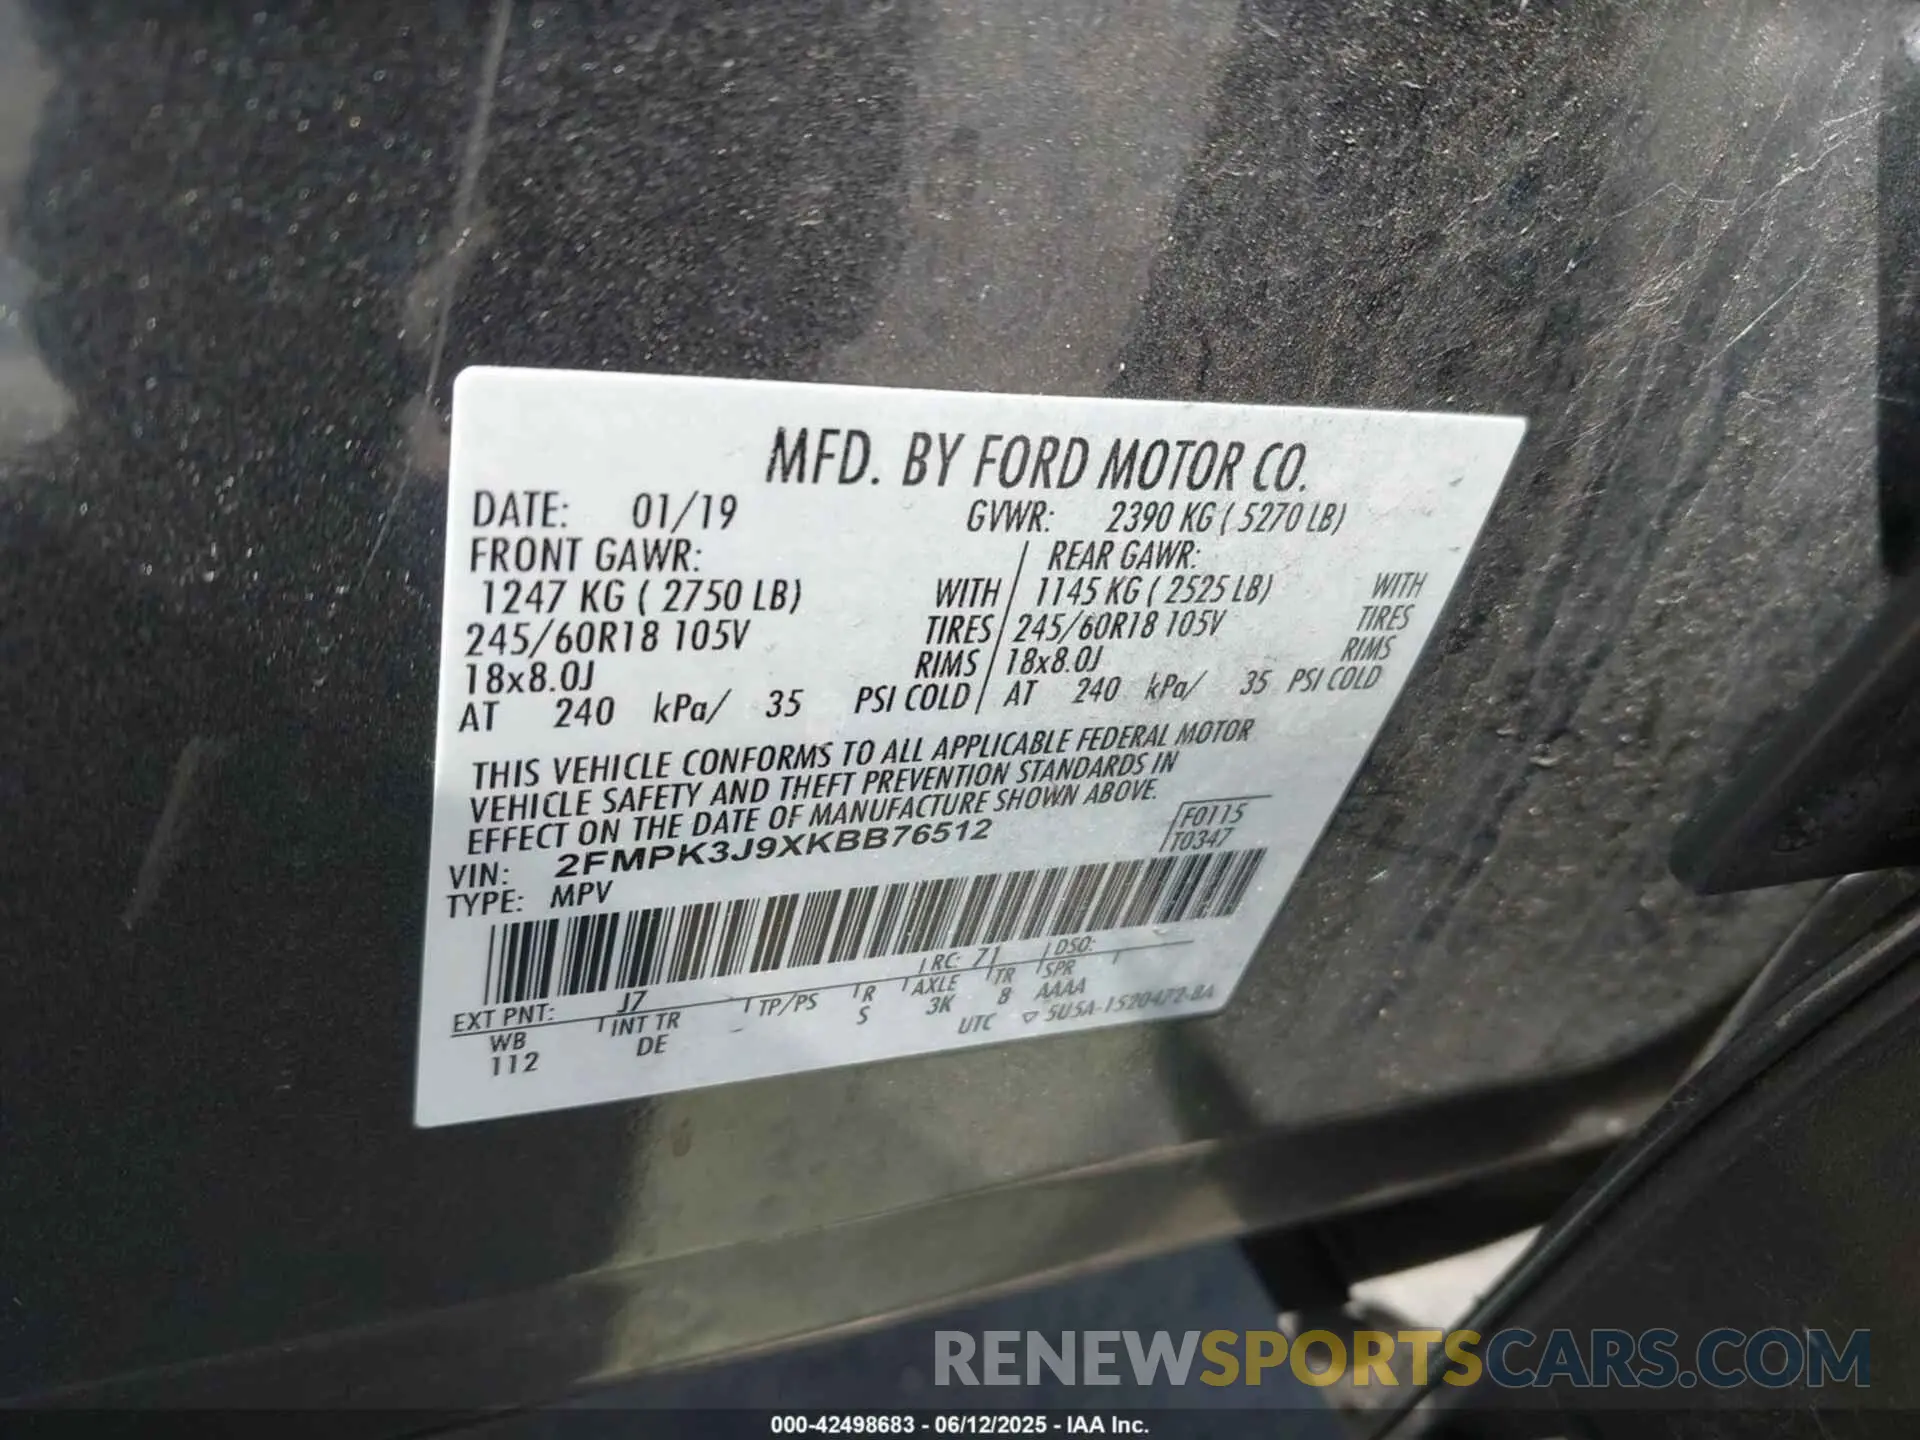 MFD. BY FORD MOTOR CO.
DATE: 01/19 GVWR: 2390 KG ( 5270 LB)
FRONT GAWR: REAR GAWR:
1247 KG ( 2750 LB) WITH / 1145 KG ( 2525 LB) WITH
245/60R18 105V TIRES / 245/60R18 105V TIRES
18x8.0J RIMS / 18x8.0J RIMS
AT 240 kPa/ 35 PSI COLD / AT 240 kPa/ 35 PSI COLD
THIS VEHICLE CONFORMS TO ALL APPLICABLE FEDERAL MOTOR
VEHICLE SAFETY AND THEFT PREVENTION STANDARDS IN
EFFECT ON THE DATE OF MANUFACTURE SHOWN ABOVE.
VIN: 2FMPK3J9XKBB76512 F0115
TYPE: MPV T0347
EXT PNT: J7 RC: 71 DSO:
WB INT TR TP/PS R AXLE TR SPR
112 DE S 3K 8 AAAA
UTC ▽ 5U5A-1520472-BA
RENEWSPORTSCARS.COM
000-42498683 - 06/12/2025 - IAA Inc.